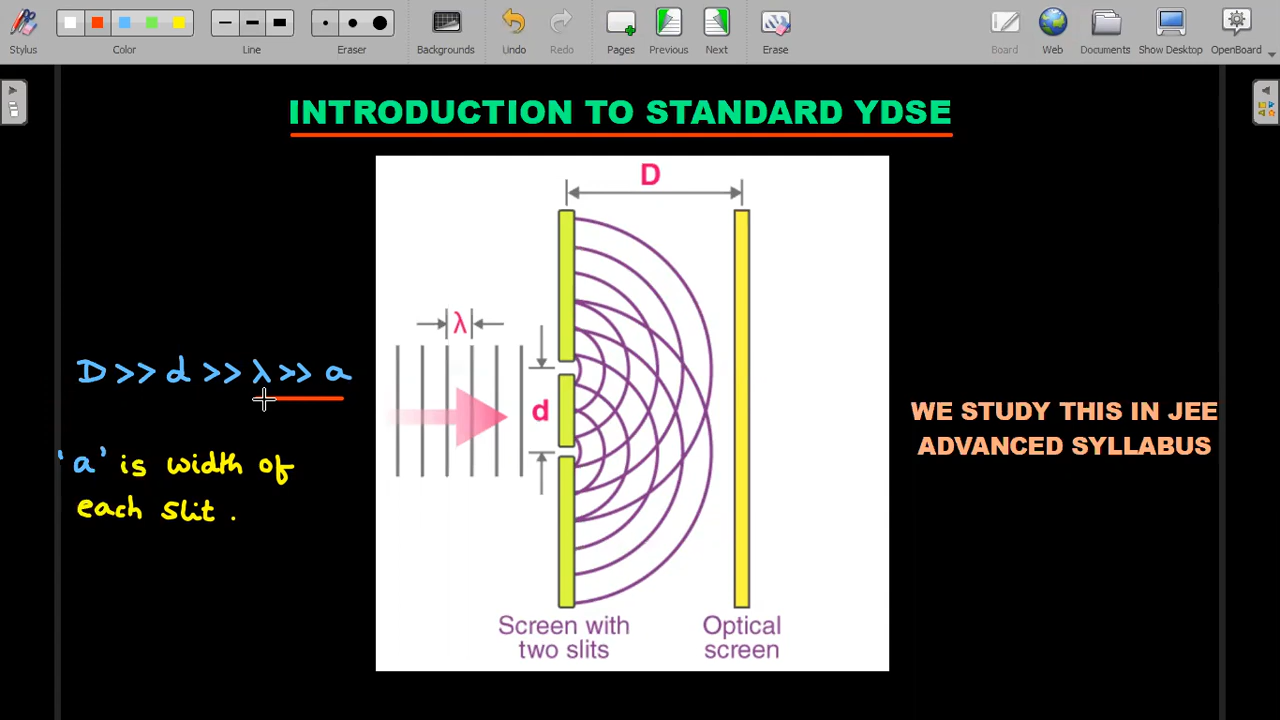 Stylus
Color
Line
Eraser
Backgrounds
Undo
Redo
Pages
Previous
Next
Erase
Board
Web
Documents
Show Desktop
OpenBoard
INTRODUCTION TO STANDARD YDSE
D
λ
d
D >> d >> λ >> a
'a' is width of
each slit.
WE STUDY THIS IN JEE
ADVANCED SYLLABUS
Screen with
two slits
Optical
screen